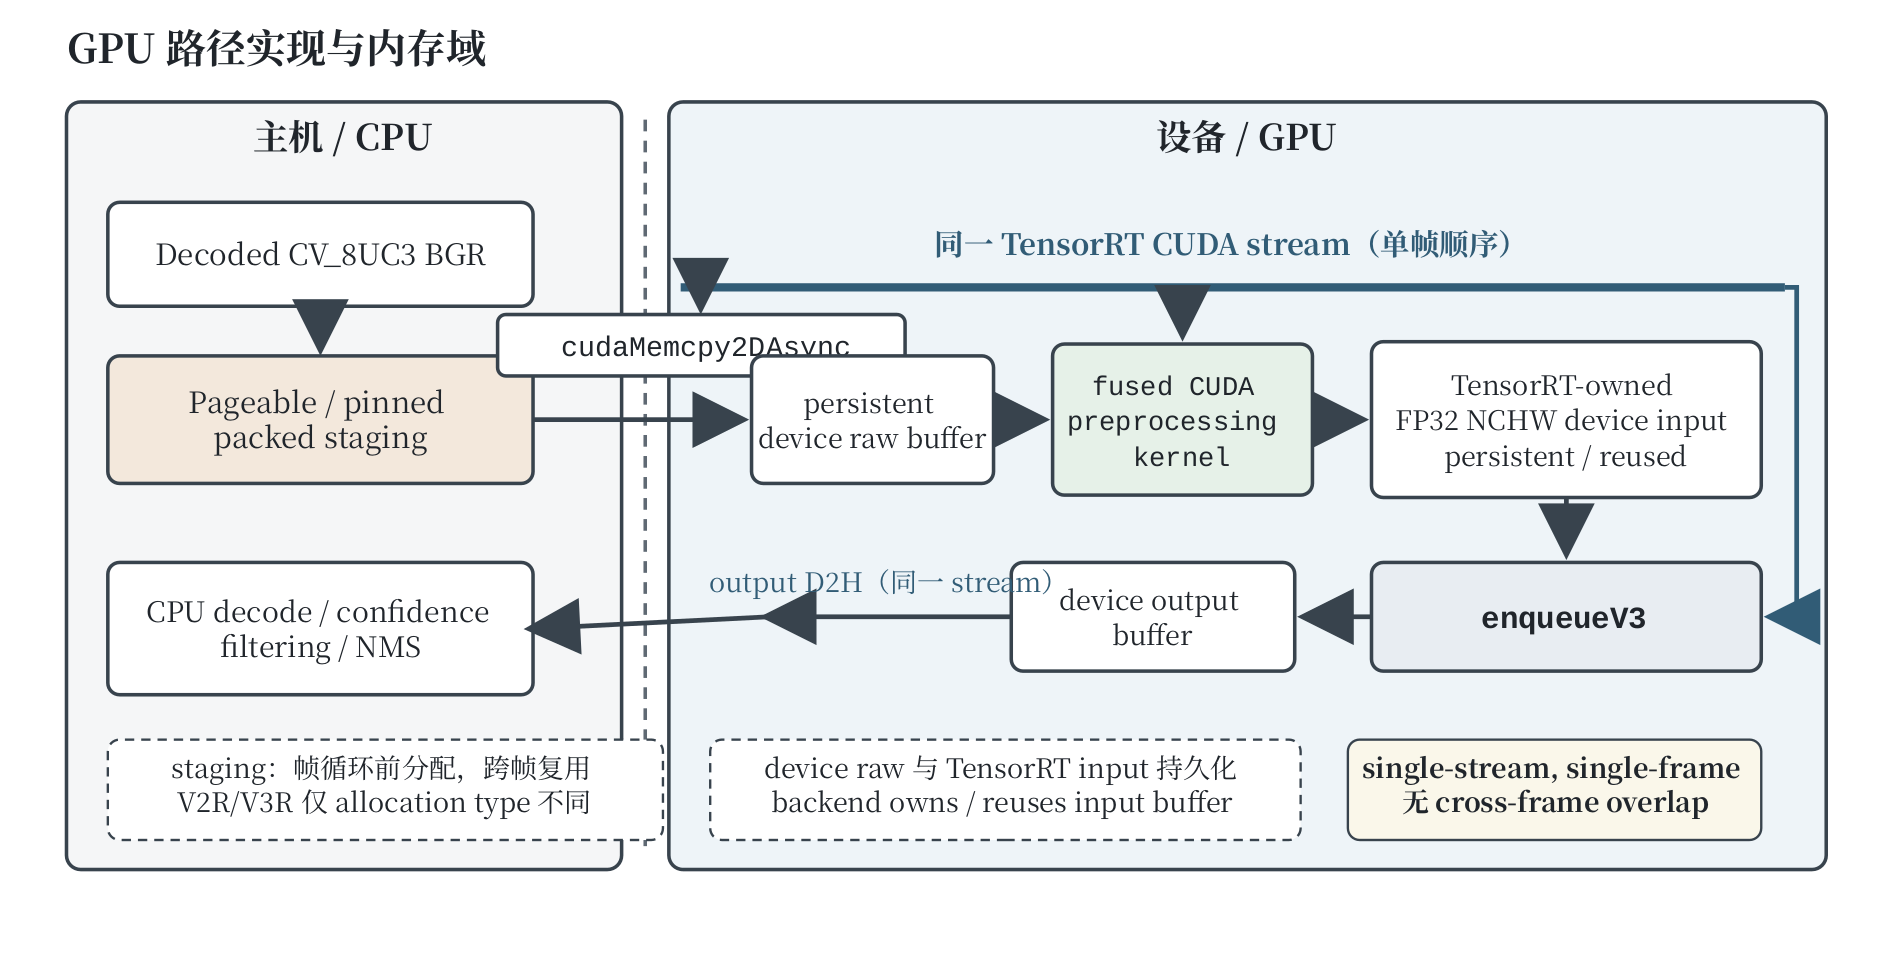 GPU 路径实现与内存域
主机 / CPU
设备 / GPU
Decoded CV_8UC3 BGR
同一 TensorRT CUDA stream（单帧顺序）
cudaMemcpy2DAsync
Pageable / pinned
packed staging
persistent
device raw buffer
fused CUDA
preprocessing
kernel
TensorRT-owned
FP32 NCHW device input
persistent / reused
CPU decode / confidence
filtering / NMS
output D2H（同一 stream）
device output
buffer
enqueueV3
staging：帧循环前分配，跨帧复用
V2R/V3R 仅 allocation type 不同
device raw 与 TensorRT input 持久化
backend owns / reuses input buffer
single-stream, single-frame
无 cross-frame overlap